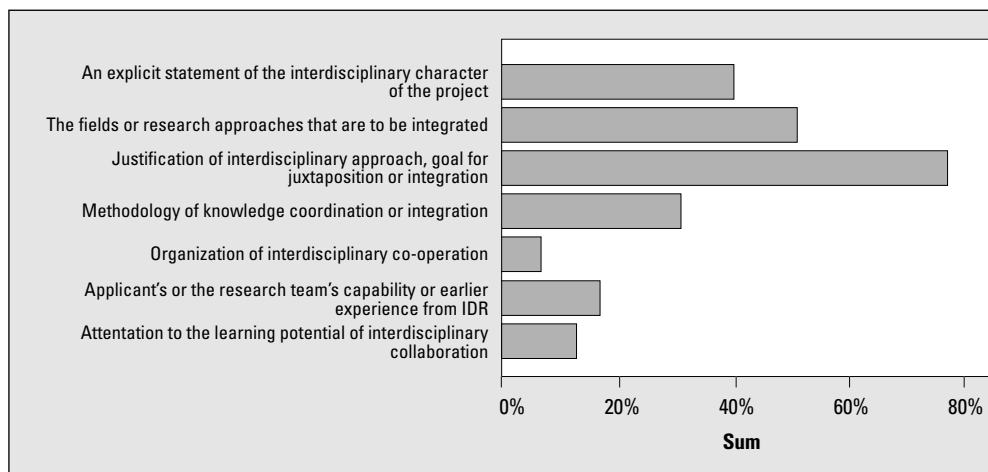 An explicit statement of the interdisciplinary character
of the project
The fields or research approaches that are to be integrated
Justification of interdisciplinary approach, goal for
juxtaposition or integration
Methodology of knowledge coordination or integration
Organization of interdisciplinary co-operation
Applicant's or the research team's capability or earlier
experience from IDR
Attentation to the learning potential of interdisciplinary
collaboration
0% 20% 40% 60% 80%
Sum